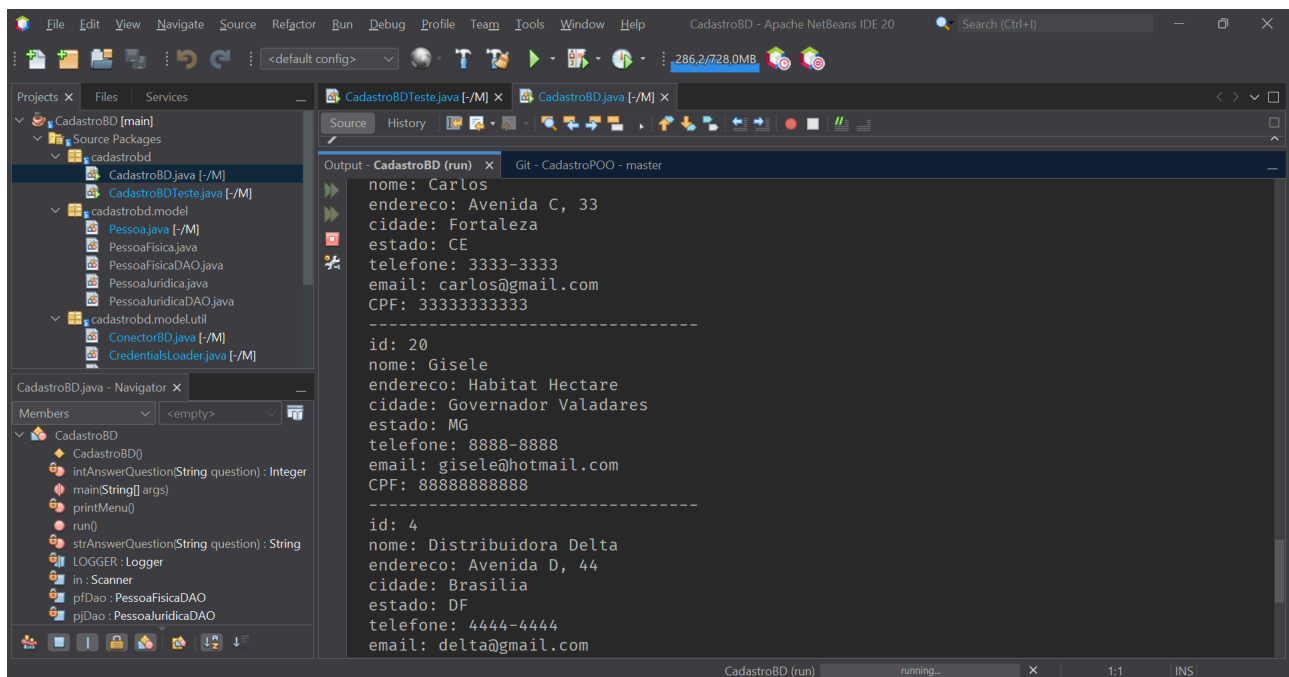 File Edit View Navigate Source Refactor Run Debug Profile Team Tools Window Help CadastroBD - Apache NetBeans IDE 20 Search (Ctrl+I)
<default config> 286,2/728,0MB
Projects Files Services
CadastroBD [main]
Source Packages
cadastrobd
CadastroBD.java [-/M]
CadastroBDTeste.java [-/M]
cadastrobd.model
Pessoa.java [-/M]
PessoaFisica.java
PessoaFisicaDAO.java
PessoaJuridica.java
PessoaJuridicaDAO.java
cadastrobd.model.util
ConectorBD.java [-/M]
CredentialsLoader.java [-/M]
CadastroBD.java - Navigator
Members <empty>
CadastroBD
CadastroBD()
intAnswerQuestion(String question) : Integer
main(String[] args)
printMenu()
run()
strAnswerQuestion(String question) : String
LOGGER : Logger
in : Scanner
pfDao : PessoaFisicaDAO
pjDao : PessoaJuridicaDAO
CadastroBDTeste.java [-/M] CadastroBD.java [-/M]
Source History
Output - CadastroBD (run) Git - CadastroPOO - master
nome: Carlos
endereco: Avenida C, 33
cidade: Fortaleza
estado: CE
telefone: 3333-3333
email: carlos@gmail.com
CPF: 33333333333
---------------------------------
id: 20
nome: Gisele
endereco: Habitat Hectare
cidade: Governador Valadares
estado: MG
telefone: 8888-8888
email: gisele@hotmail.com
CPF: 88888888888
---------------------------------
id: 4
nome: Distribuidora Delta
endereco: Avenida D, 44
cidade: Brasilia
estado: DF
telefone: 4444-4444
email: delta@gmail.com
CadastroBD (run) running... 1:1 INS